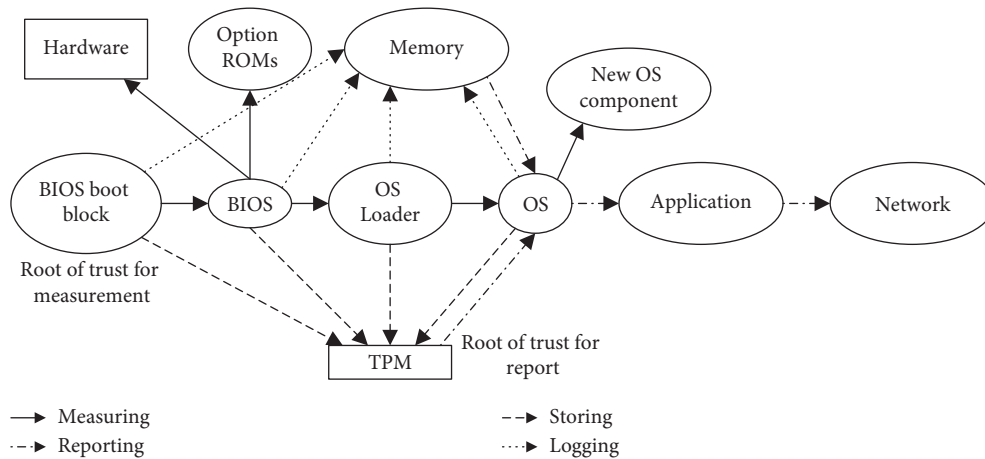 Hardware
Option
ROMs
Memory
New OS
component
BIOS boot
block
BIOS
OS
Loader
OS
Application
Network
Root of trust for
measurement
TPM
Root of trust for
report
Measuring
Reporting
Storing
Logging